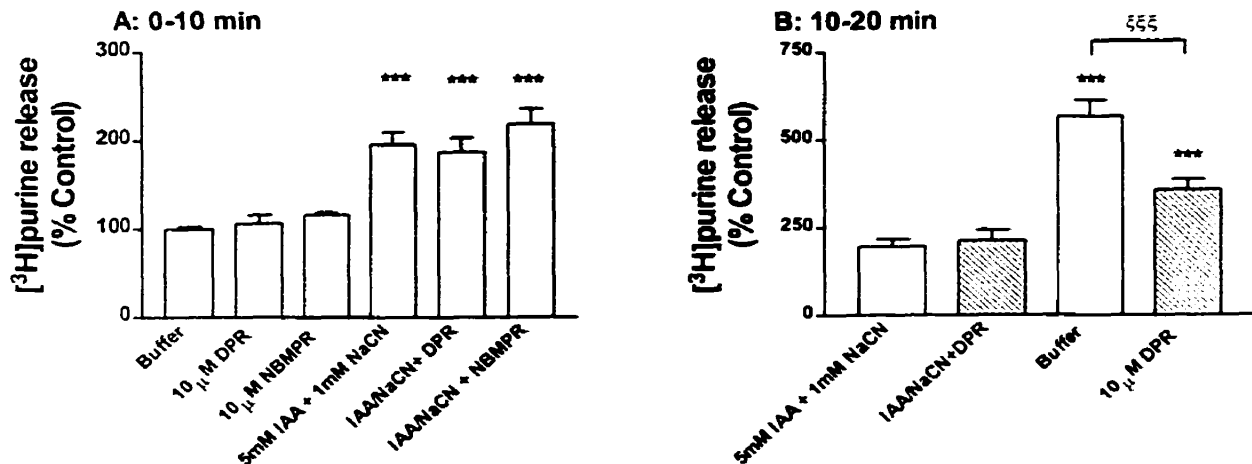 A: 0-10 min
[³H]purine release
(% Control)
300
200
100
0
***
***
***
Buffer
10 μM DPR
10 μM NBMPR
5mM IAA + 1mM NaCN
IAA/NaCN+ DPR
IAA/NaCN + NBMPR
B: 10-20 min
[³H]purine release
(% Control)
750
500
250
0
ξξξ
***
***
5mM IAA + 1mM NaCN
IAA/NaCN+DPR
Buffer
10 μM DPR